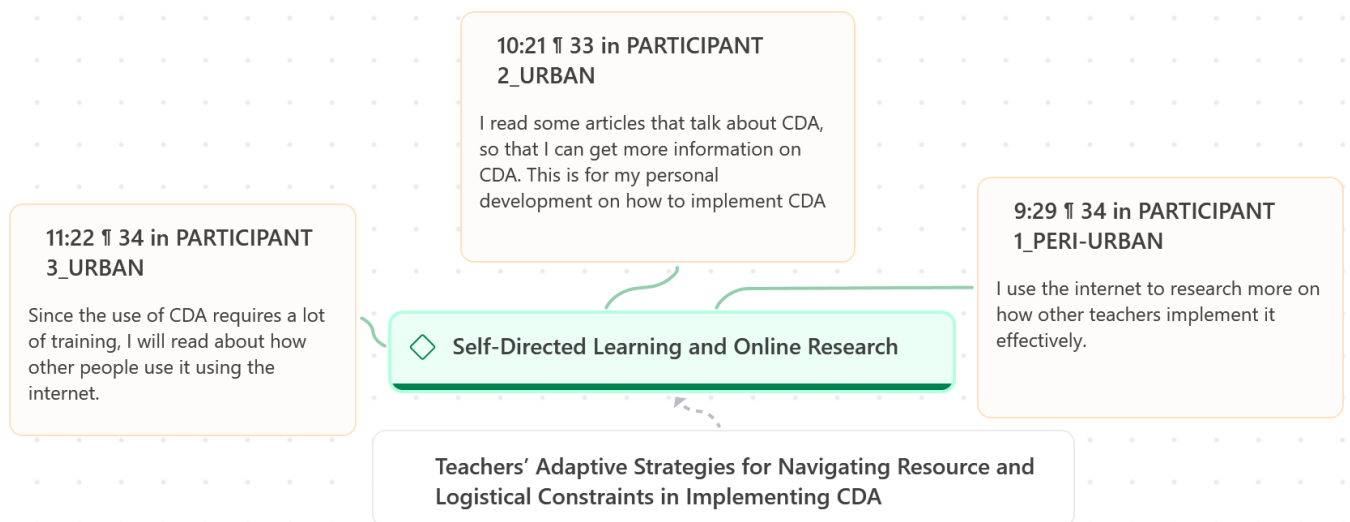 10:21 ¶ 33 in PARTICIPANT
2_URBAN
I read some articles that talk about CDA,
so that I can get more information on
CDA. This is for my personal
development on how to implement CDA
9:29 ¶ 34 in PARTICIPANT
1_PERI-URBAN
I use the internet to research more on
how other teachers implement it
effectively.
11:22 ¶ 34 in PARTICIPANT
3_URBAN
Since the use of CDA requires a lot
of training, I will read about how
other people use it using the
internet.
Self-Directed Learning and Online Research
Teachers’ Adaptive Strategies for Navigating Resource and
Logistical Constraints in Implementing CDA